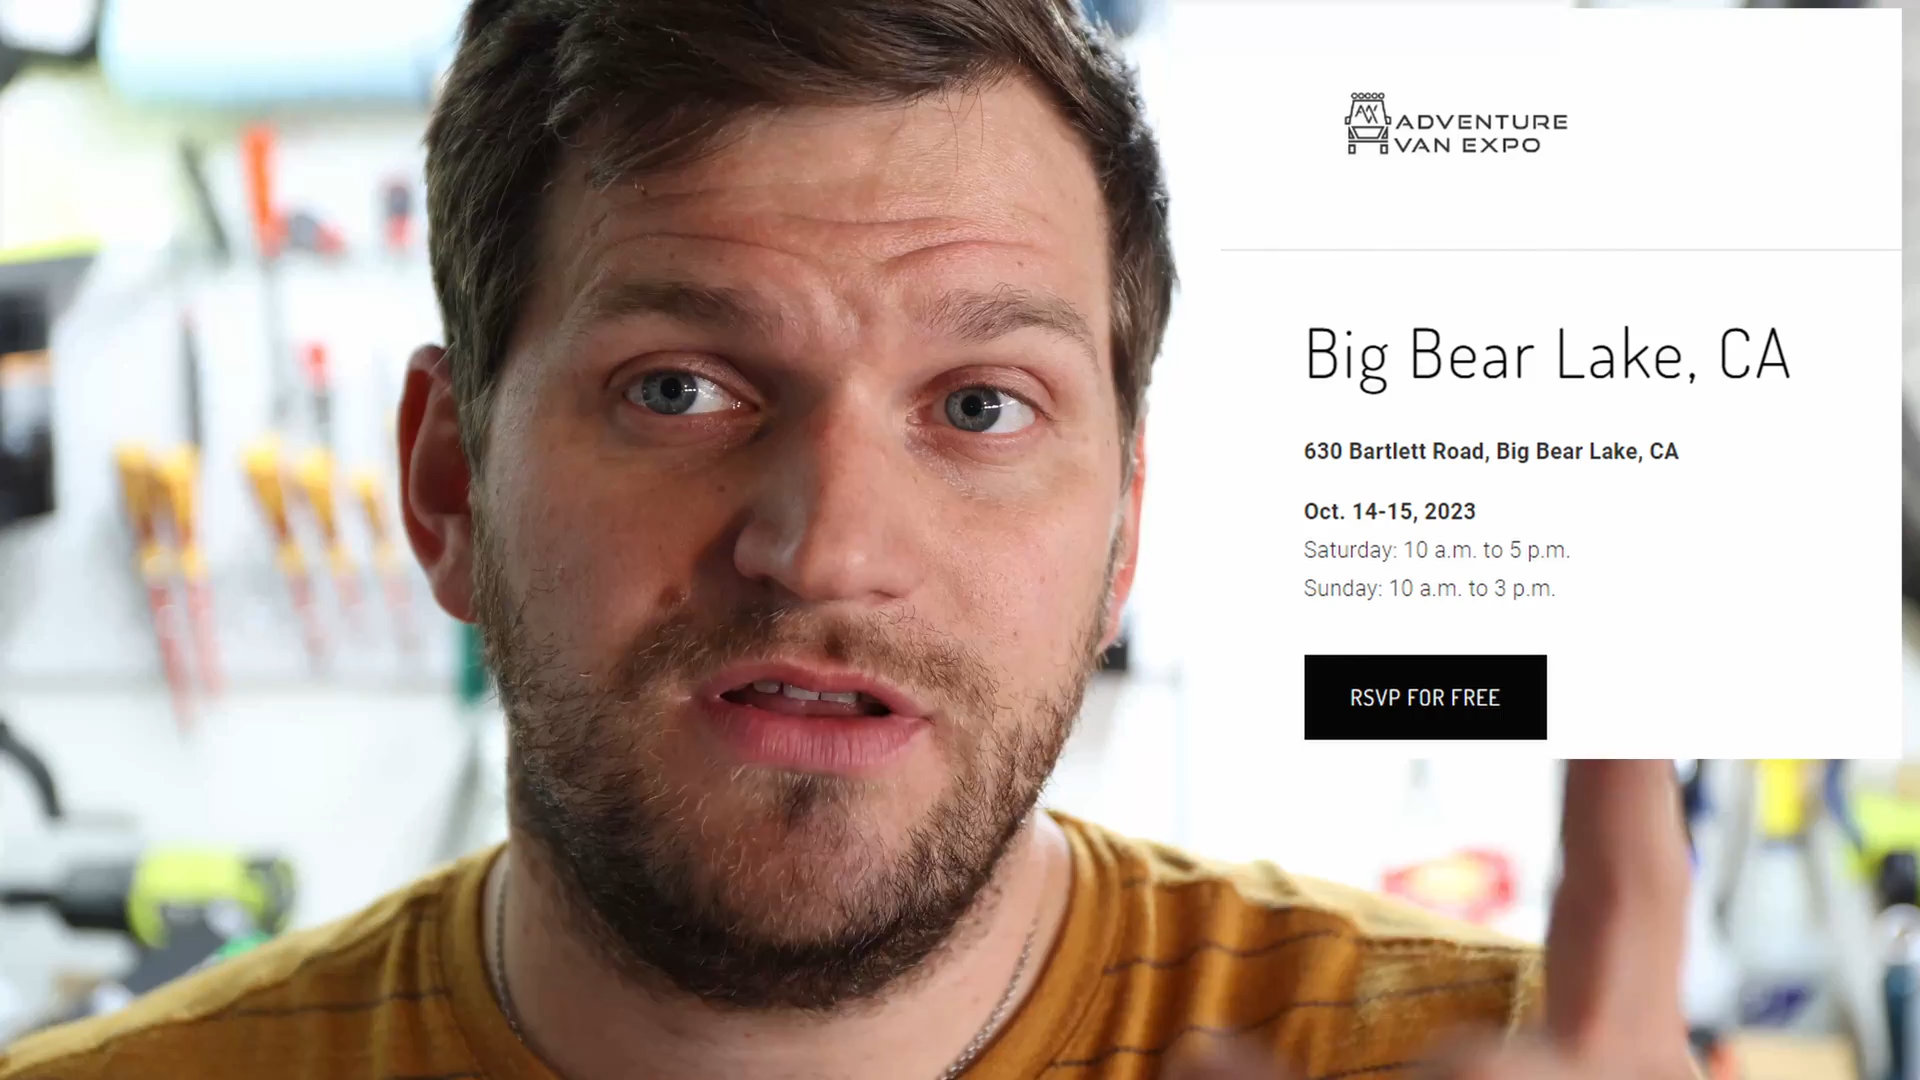 ADVENTURE
VAN EXPO
Big Bear Lake, CA
630 Bartlett Road, Big Bear Lake, CA
Oct. 14-15, 2023
Saturday: 10 a.m. to 5 p.m.
Sunday: 10 a.m. to 3 p.m.
RSVP FOR FREE